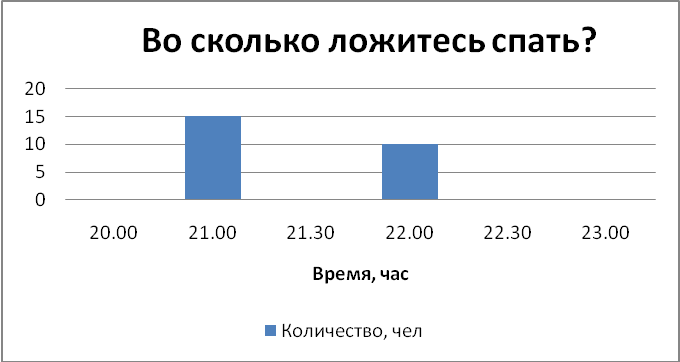 Во сколько ложитесь спать?
20
15
10
5
0
20.00 21.00 21.30 22.00 22.30 23.00
Время, час
Количество, чел